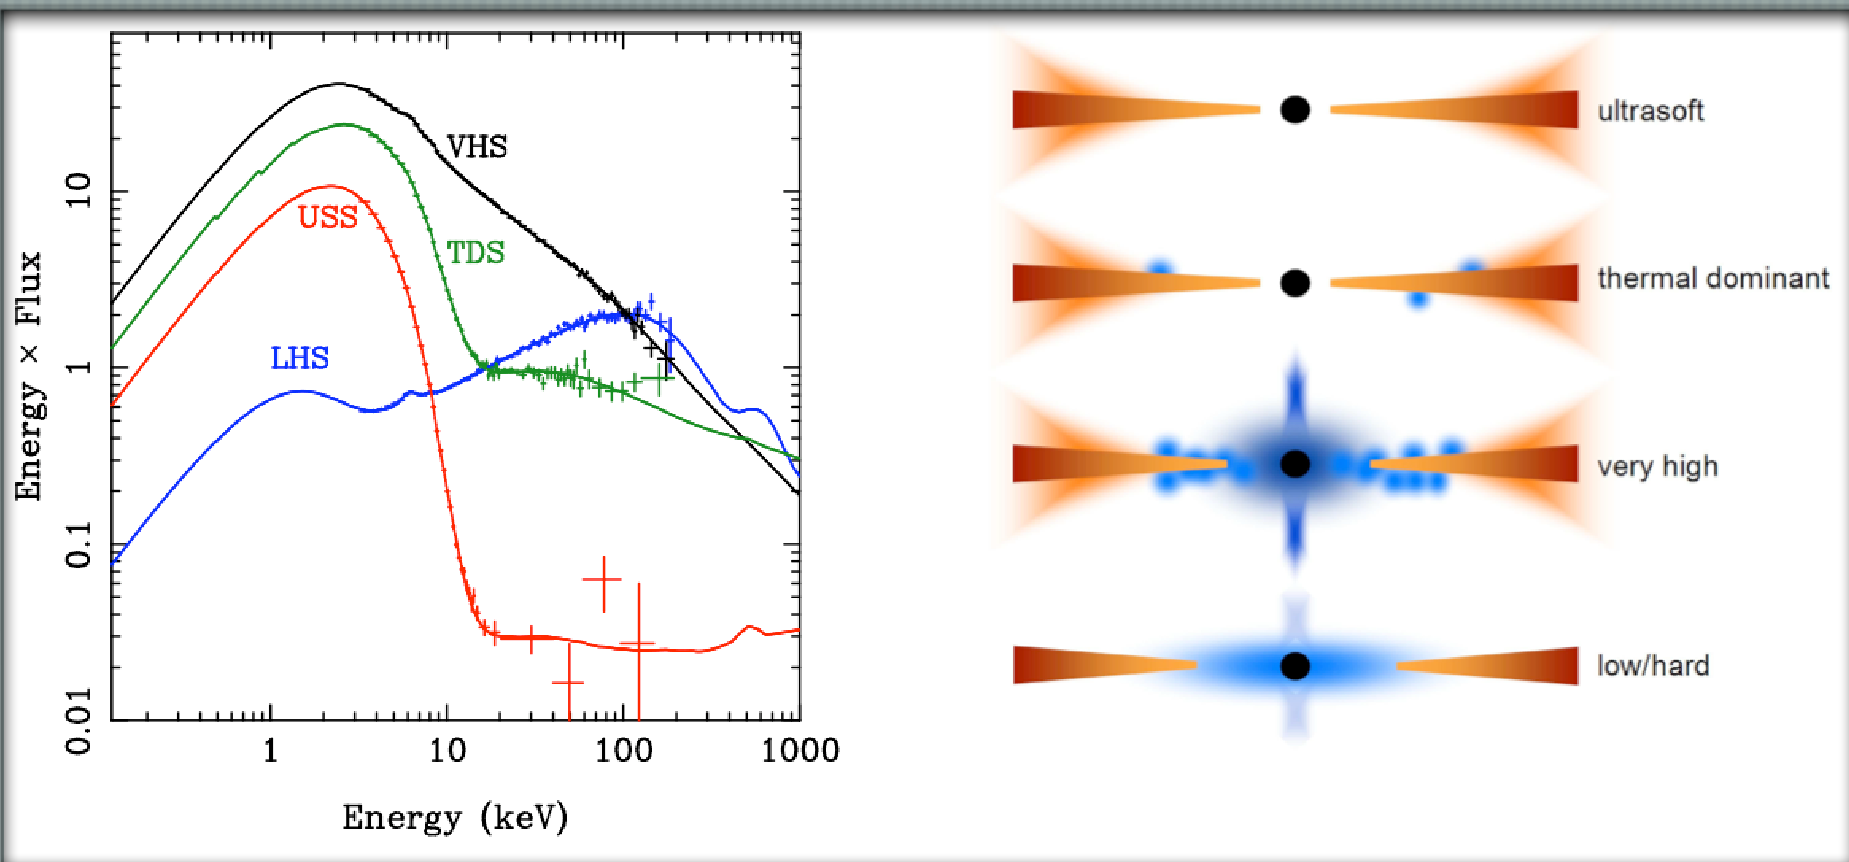 Energy × Flux
10
1
0.1
0.01
VHS
USS
TDS
LHS
1
10
100
1000
Energy (keV)
ultrasoft
thermal dominant
very high
low/hard